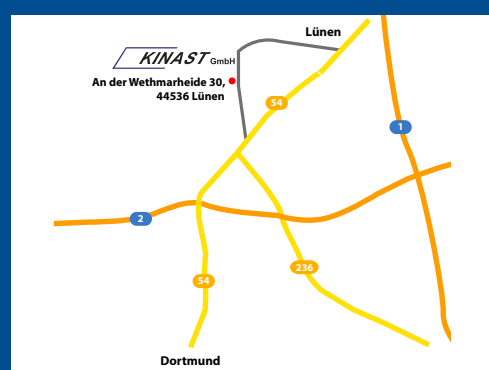 Lünen
KINAST GmbH
An der Wethmarheide 30,
44536 Lünen
54
1
2
236
54
Dortmund